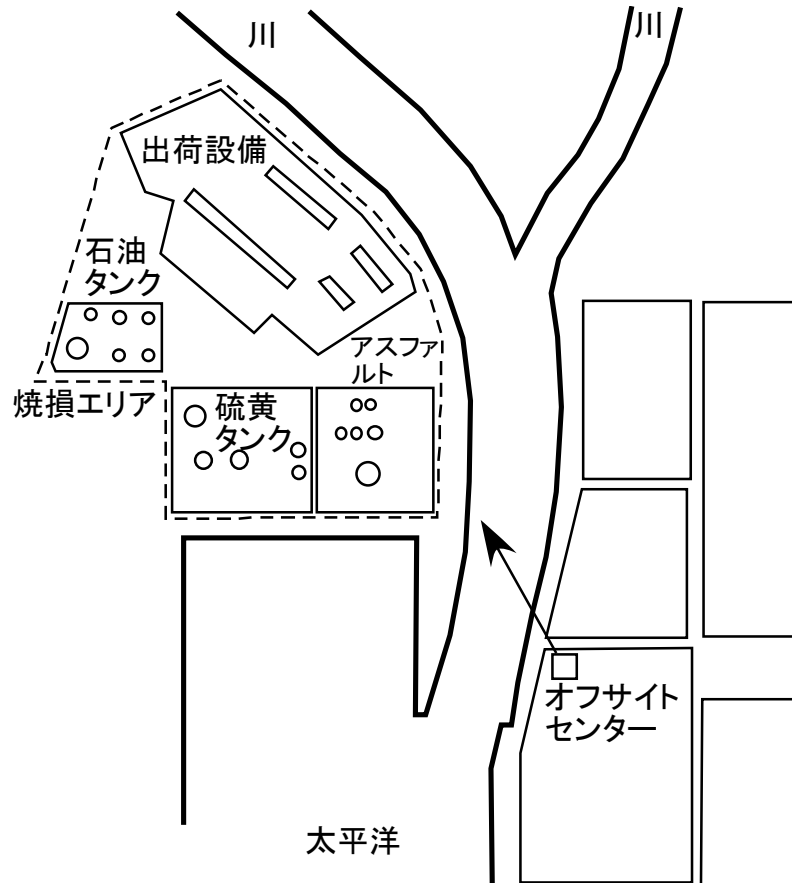 川
川
出荷設備
石油
タンク
アスファ
ルト
焼損エリア
硫黄
タンク
オフサイト
センター
太平洋